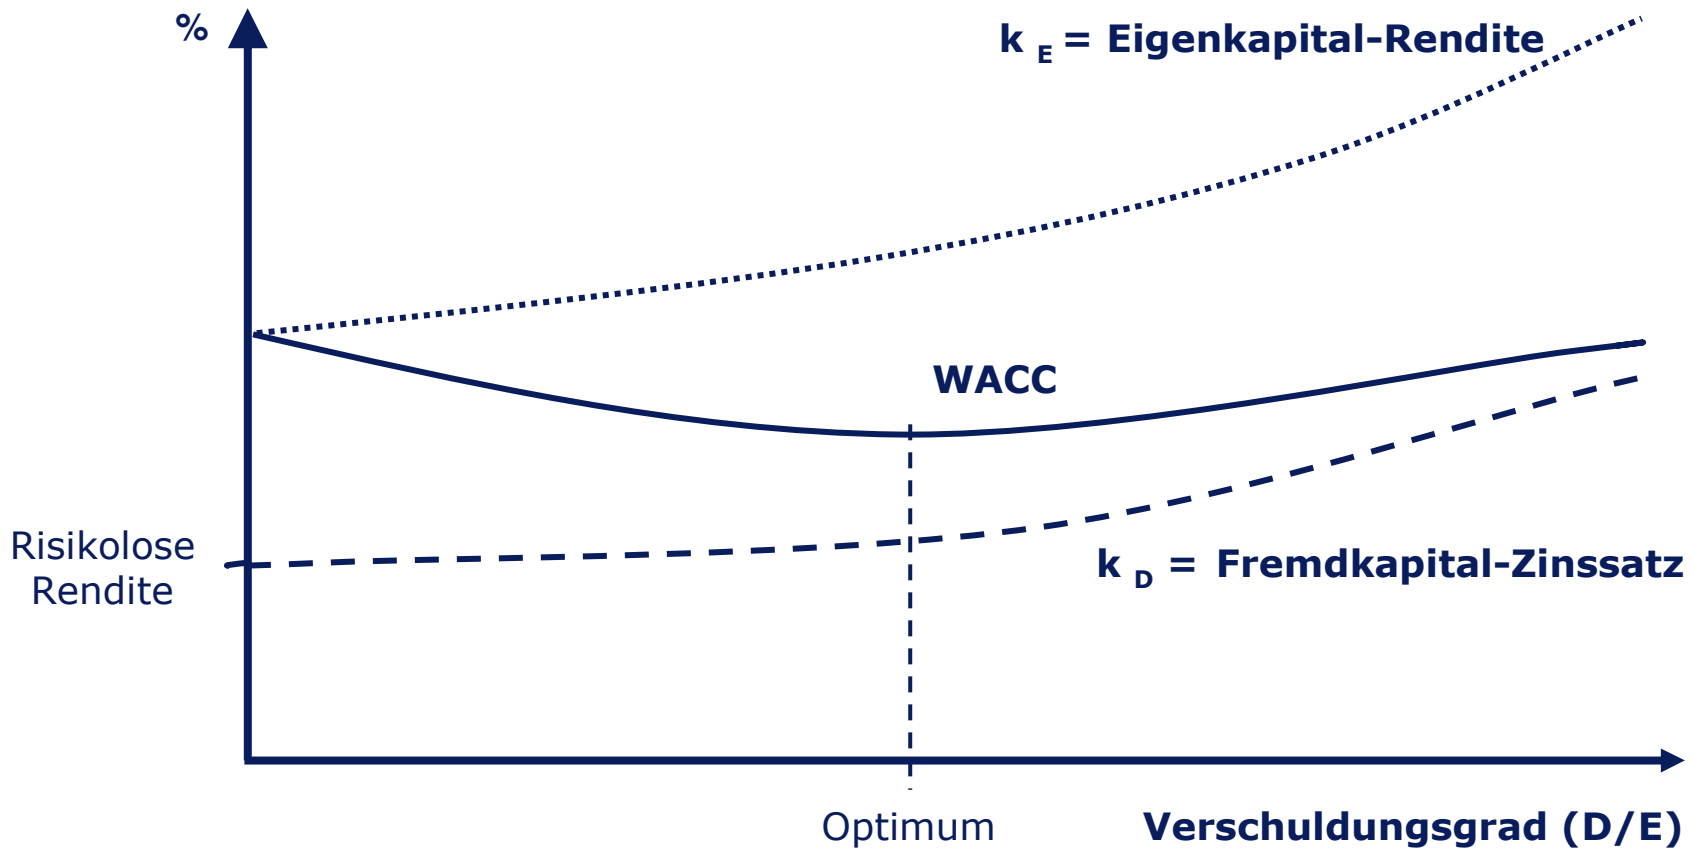 %
k E = Eigenkapital-Rendite
WACC
Risikolose
Rendite
k D = Fremdkapital-Zinssatz
Optimum
Verschuldungsgrad (D/E)